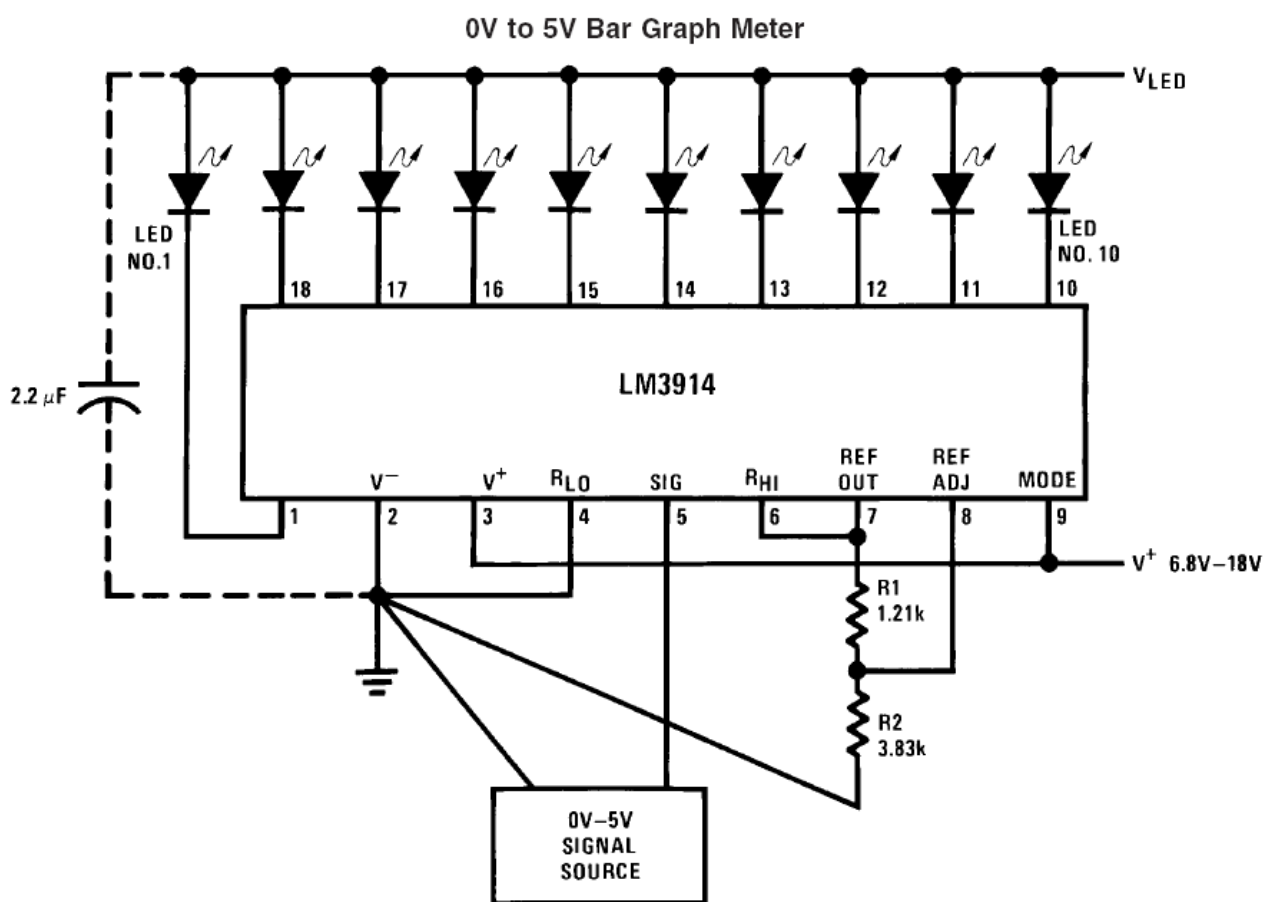 0V to 5V Bar Graph Meter
VLED
LED
NO.1
LED
NO. 10
18 17 16 15 14 13 12 11 10
2.2 μF
LM3914
V− V+ RLO SIG RHI REF OUT REF ADJ MODE
1 2 3 4 5 6 7 8 9
V+ 6.8V–18V
R1
1.21k
R2
3.83k
0V–5V
SIGNAL
SOURCE